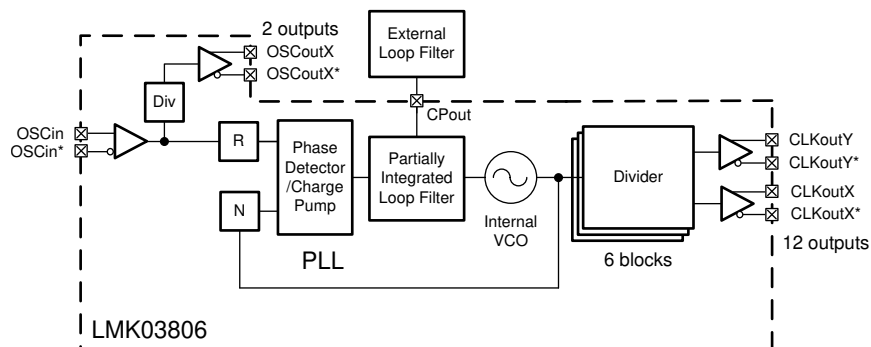 2 outputs
OSCoutX
OSCoutX*
Div
External
Loop Filter
CPout
OSCin
OSCin*
R
N
Phase
Detector
/Charge
Pump
Partially
Integrated
Loop Filter
Internal
VCO
Divider
6 blocks
CLKoutY
CLKoutY*
CLKoutX
CLKoutX*
12 outputs
PLL
LMK03806